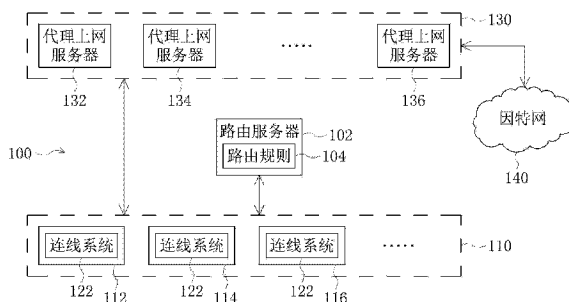 130
代理上网
服务器
代理上网
服务器
·····
代理上网
服务器
132
134
136
因特网
140
路由服务器
路由规则
102
104
100
连线系统
连线系统
连线系统
·····
110
122
112
122
114
122
116